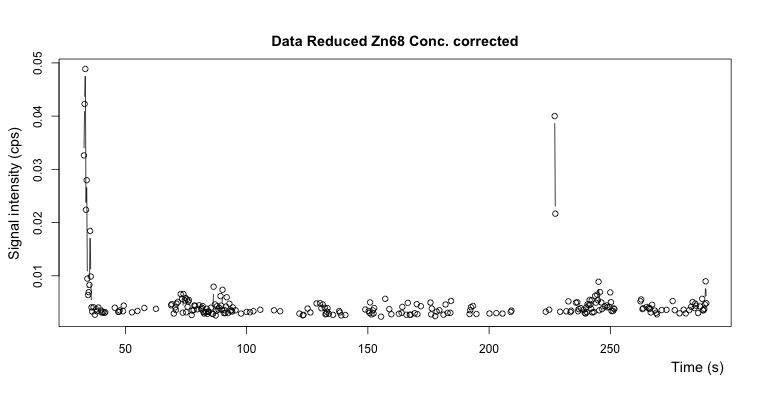 Data Reduced Zn68 Conc. corrected
Signal intensity (cps)
0.05
0.04
0.03
0.02
0.01
50 100 150 200 250
Time (s)